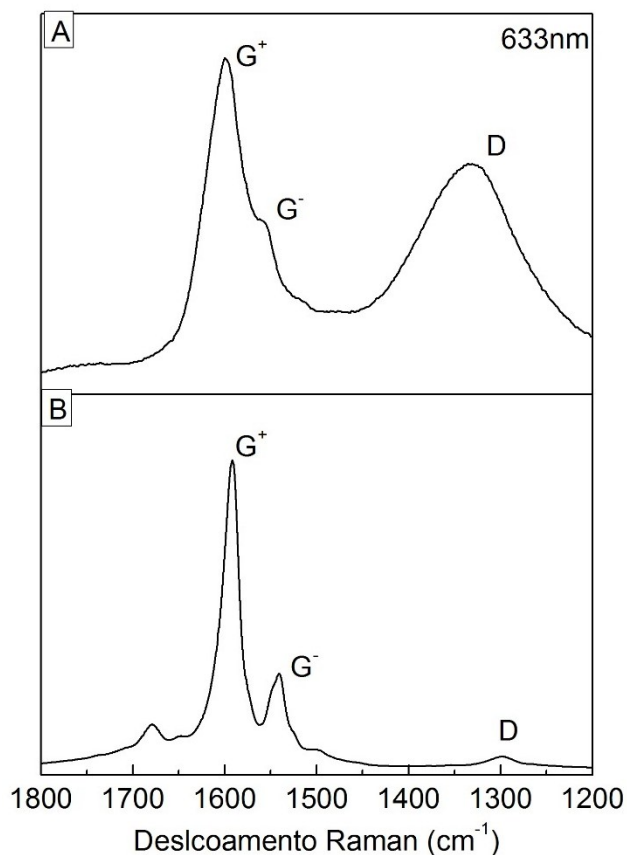 A
633nm
G⁺
G⁻
D
B
G⁺
G⁻
D
1800 1700 1600 1500 1400 1300 1200
Deslcoamento Raman (cm⁻¹)